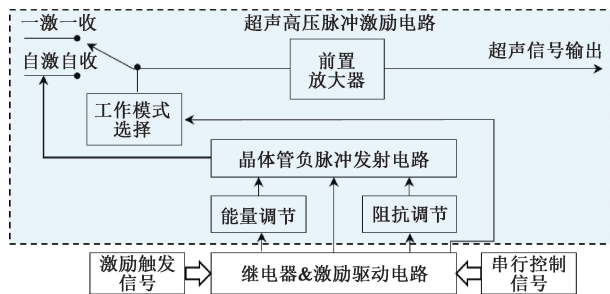 超声高压脉冲激励电路
一激一收
自激自收
前置
放大器
超声信号输出
工作模式
选择
晶体管负脉冲发射电路
能量调节
阻抗调节
激励触发
信号
继电器&激励驱动电路
串行控制
信号